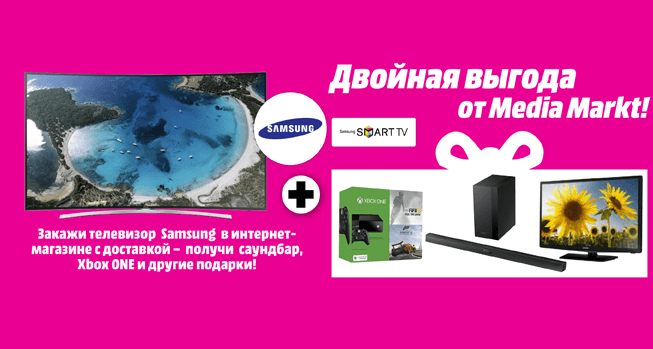 Двойная выгода
от Media Markt!
SAMSUNG
Samsung SMART TV
XBOX ONE
Закажи телевизор Samsung в интернет-
магазине с доставкой – получи саундбар,
Xbox ONE и другие подарки!